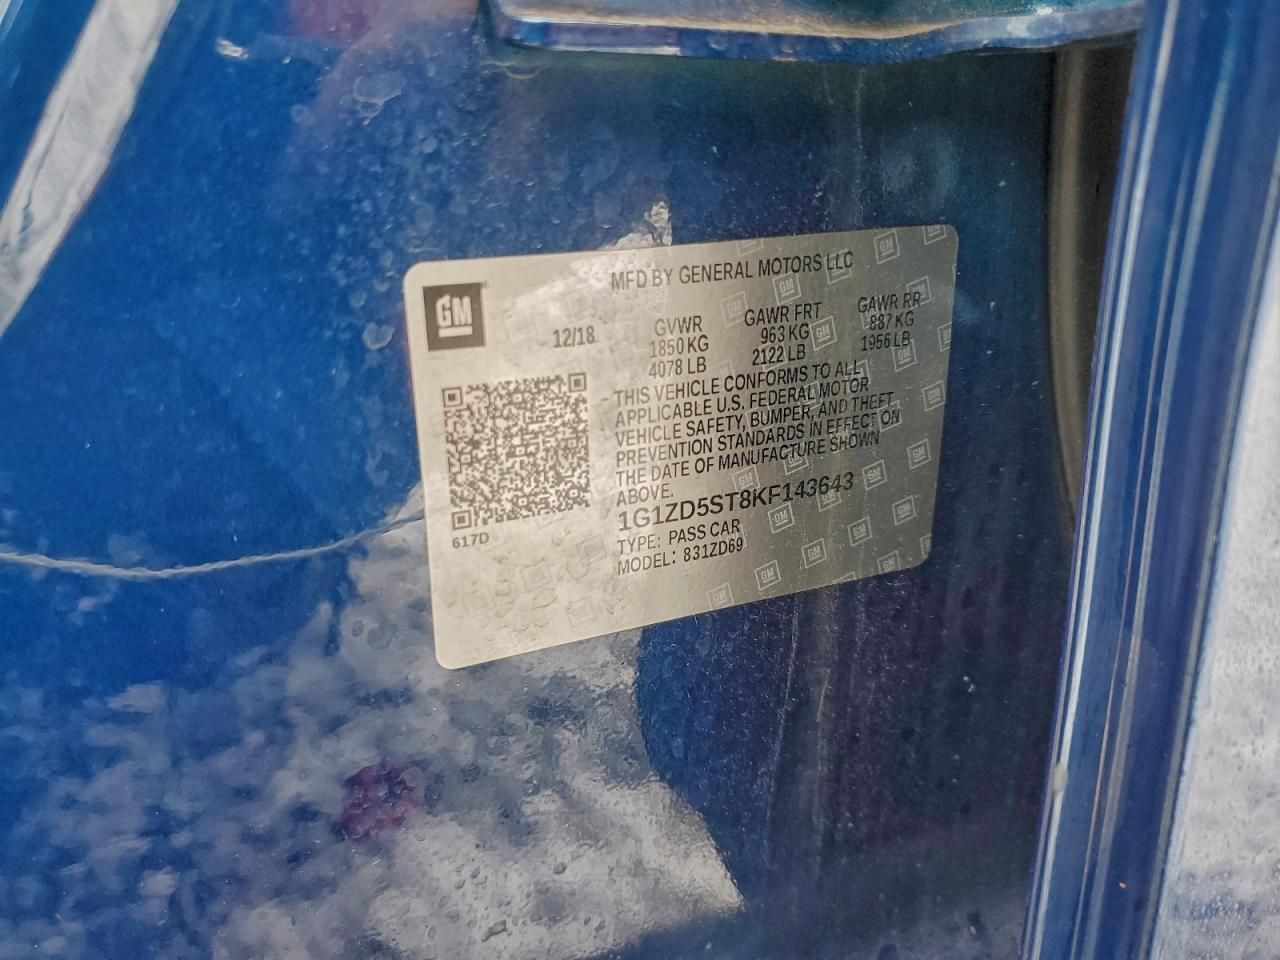 GM
MFD BY GENERAL MOTORS LLC
12/18 GVWR GAWR FRT GAWR RR
1850 KG 963 KG 887 KG
4078 LB 2122 LB 1956 LB
THIS VEHICLE CONFORMS TO ALL
APPLICABLE U.S. FEDERAL MOTOR
VEHICLE SAFETY, BUMPER, AND THEFT
PREVENTION STANDARDS IN EFFECT ON
THE DATE OF MANUFACTURE SHOWN
ABOVE.
1G1ZD5ST8KF143643
TYPE: PASS CAR
MODEL: 831ZD69
617D